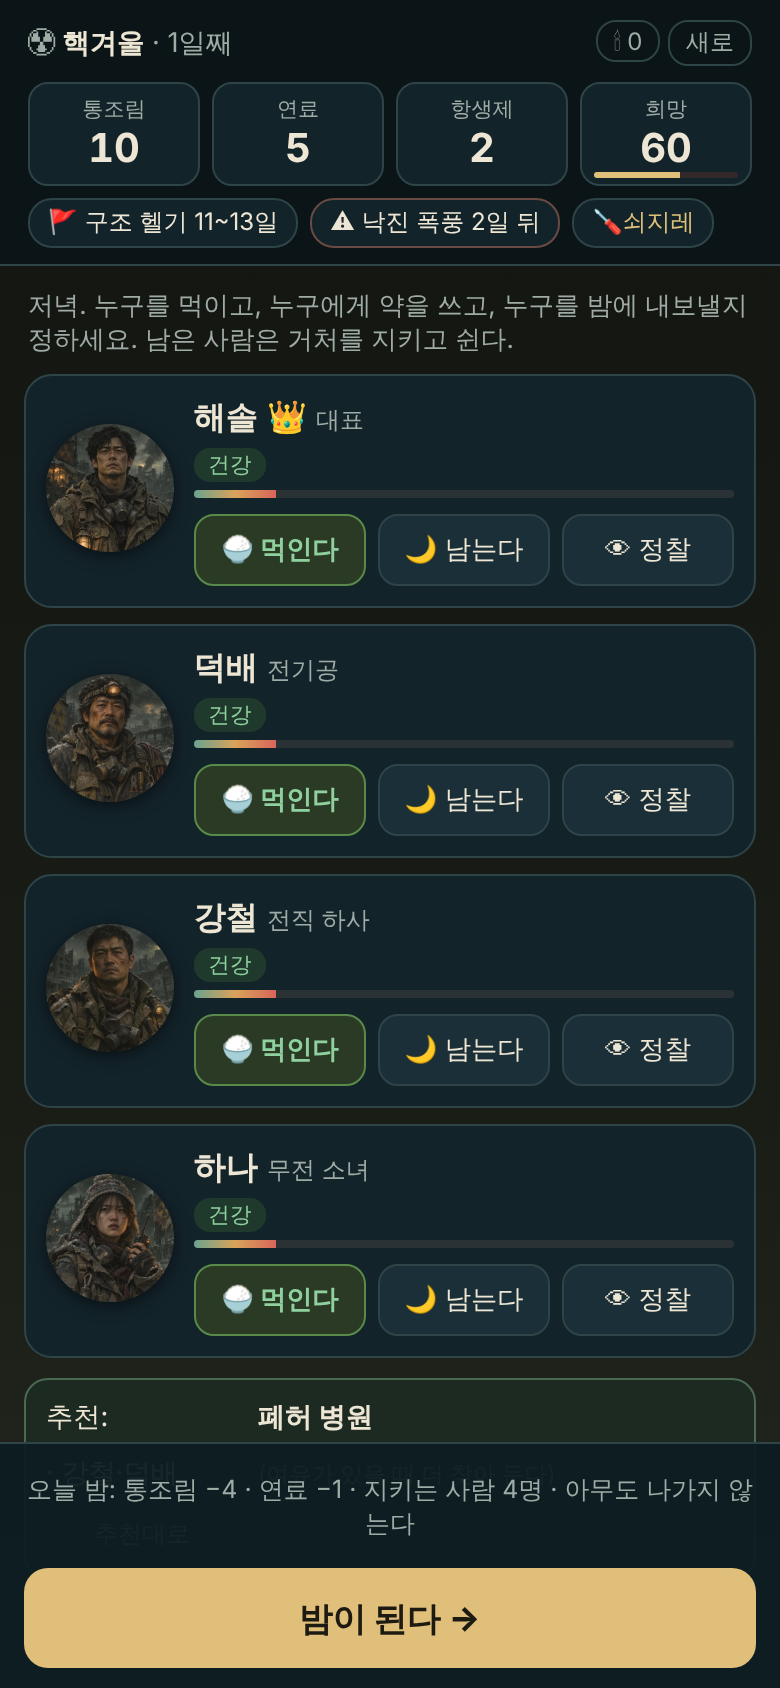 핵겨울 · 1일째
0
새로
통조림
10
연료
5
항생제
2
희망
60
구조 헬기 11~13일
낙진 폭풍 2일 뒤
쇠지레
저녁. 누구를 먹이고, 누구에게 약을 쓰고, 누구를 밤에 내보낼지
정하세요. 남은 사람은 거처를 지키고 쉰다.
해솔 대표
건강
먹인다
남는다
정찰
덕배 전기공
건강
먹인다
남는다
정찰
강철 전직 하사
건강
먹인다
남는다
정찰
하나 무전 소녀
건강
먹인다
남는다
정찰
추천: 폐허 병원
· 강철·덕배
추천대로
오늘 밤: 통조림 −4 · 연료 −1 · 지키는 사람 4명 · 아무도 나가지 않
는다
밤이 된다 →